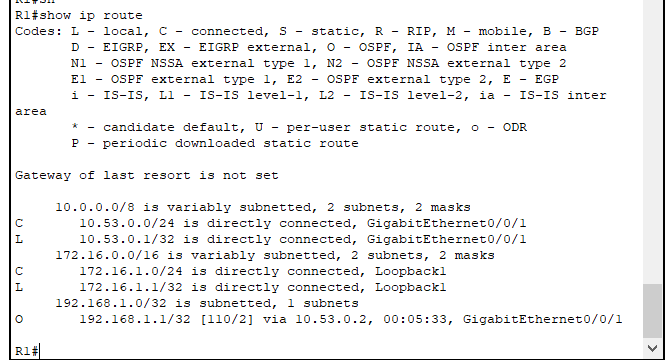 R1#show ip route
Codes: L - local, C - connected, S - static, R - RIP, M - mobile, B - BGP
D - EIGRP, EX - EIGRP external, O - OSPF, IA - OSPF inter area
N1 - OSPF NSSA external type 1, N2 - OSPF NSSA external type 2
E1 - OSPF external type 1, E2 - OSPF external type 2, E - EGP
i - IS-IS, L1 - IS-IS level-1, L2 - IS-IS level-2, ia - IS-IS inter
area
* - candidate default, U - per-user static route, o - ODR
P - periodic downloaded static route
Gateway of last resort is not set
10.0.0.0/8 is variably subnetted, 2 subnets, 2 masks
C 10.53.0.0/24 is directly connected, GigabitEthernet0/0/1
L 10.53.0.1/32 is directly connected, GigabitEthernet0/0/1
172.16.0.0/16 is variably subnetted, 2 subnets, 2 masks
C 172.16.1.0/24 is directly connected, Loopback1
L 172.16.1.1/32 is directly connected, Loopback1
192.168.1.0/32 is subnetted, 1 subnets
O 192.168.1.1/32 [110/2] via 10.53.0.2, 00:05:33, GigabitEthernet0/0/1
R1#